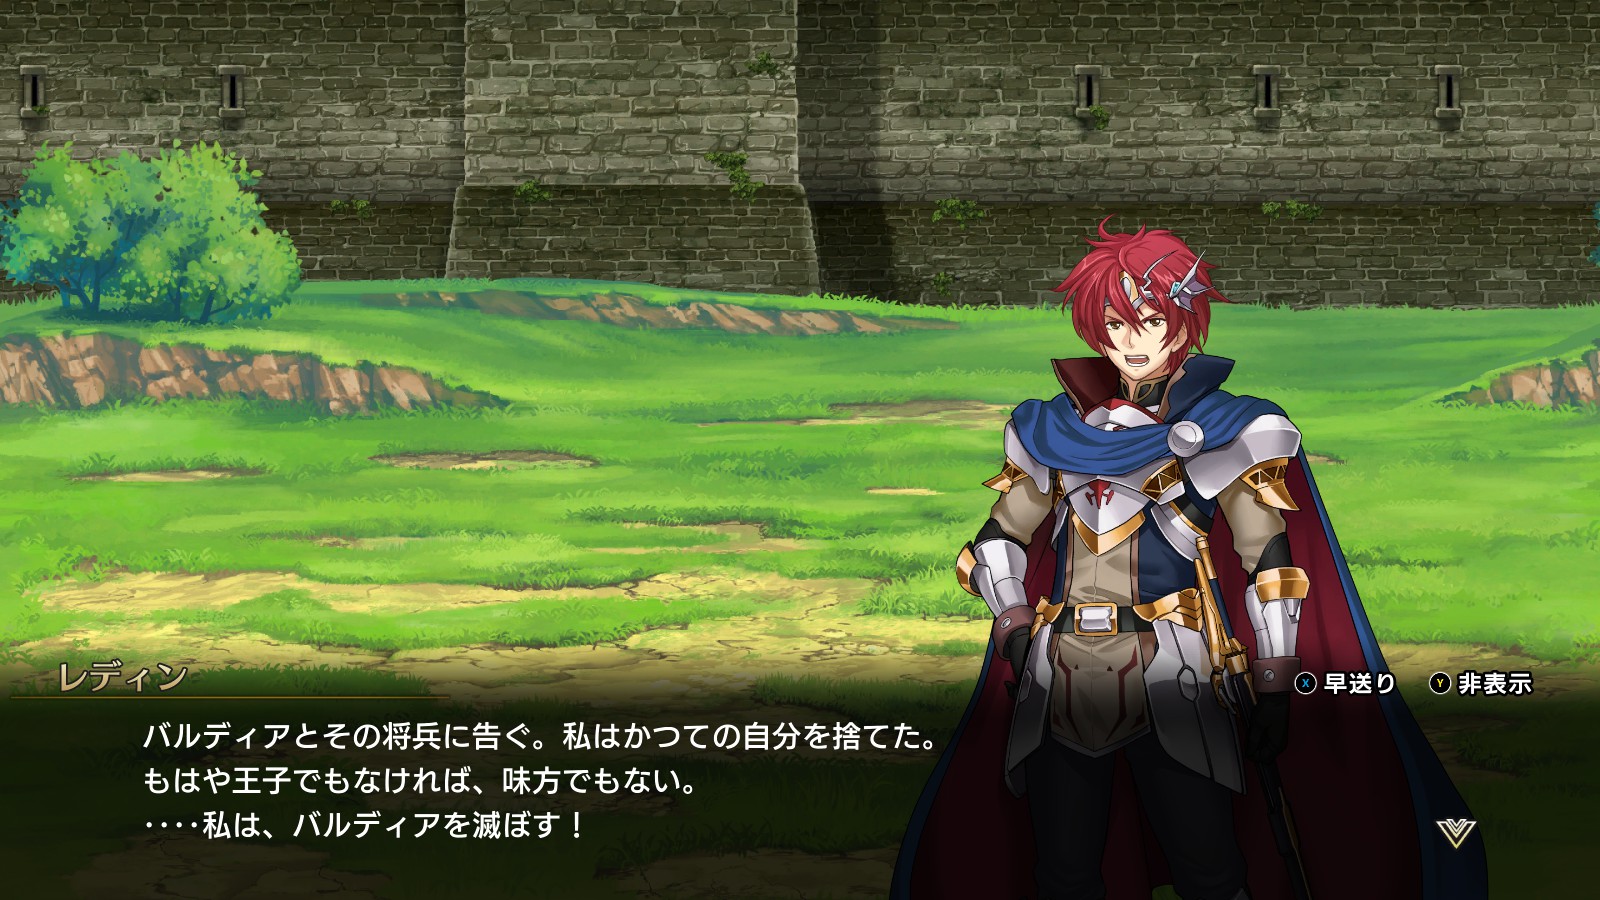 レディン
X 早送り Y 非表示
バルディアとその将兵に告ぐ。私はかつての自分を捨てた。
もはや王子でもなければ、味方でもない。
････私は、バルディアを滅ぼす！